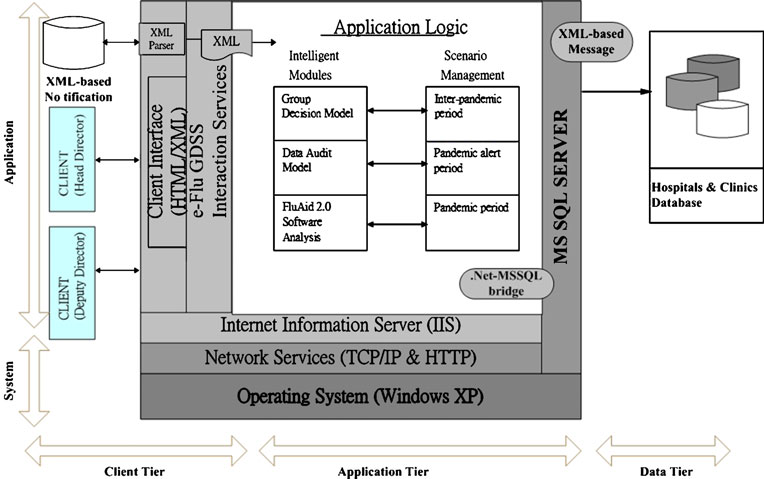 XML
Parser
XML
Application Logic
XML-based
Message
XML-based
No tification
Intelligent
Modules
Scenario
Management
Group
Decision Model
Inter-pandemic
period
Data Audit
Model
Pandemic alert
period
FluAid 2.0
Software
Analysis
Pandemic period
Application
CLIENT
(Head Director)
CLIENT
(Deputy Director)
Client Interface
(HTML/XML)
e-Flu GDSS
Interaction Services
MS SQL SERVER
Hospitals & Clinics
Database
.Net-MSSQL
bridge
Internet Information Server (IIS)
Network Services (TCP/IP & HTTP)
System
Operating System (Windows XP)
Client Tier
Application Tier
Data Tier